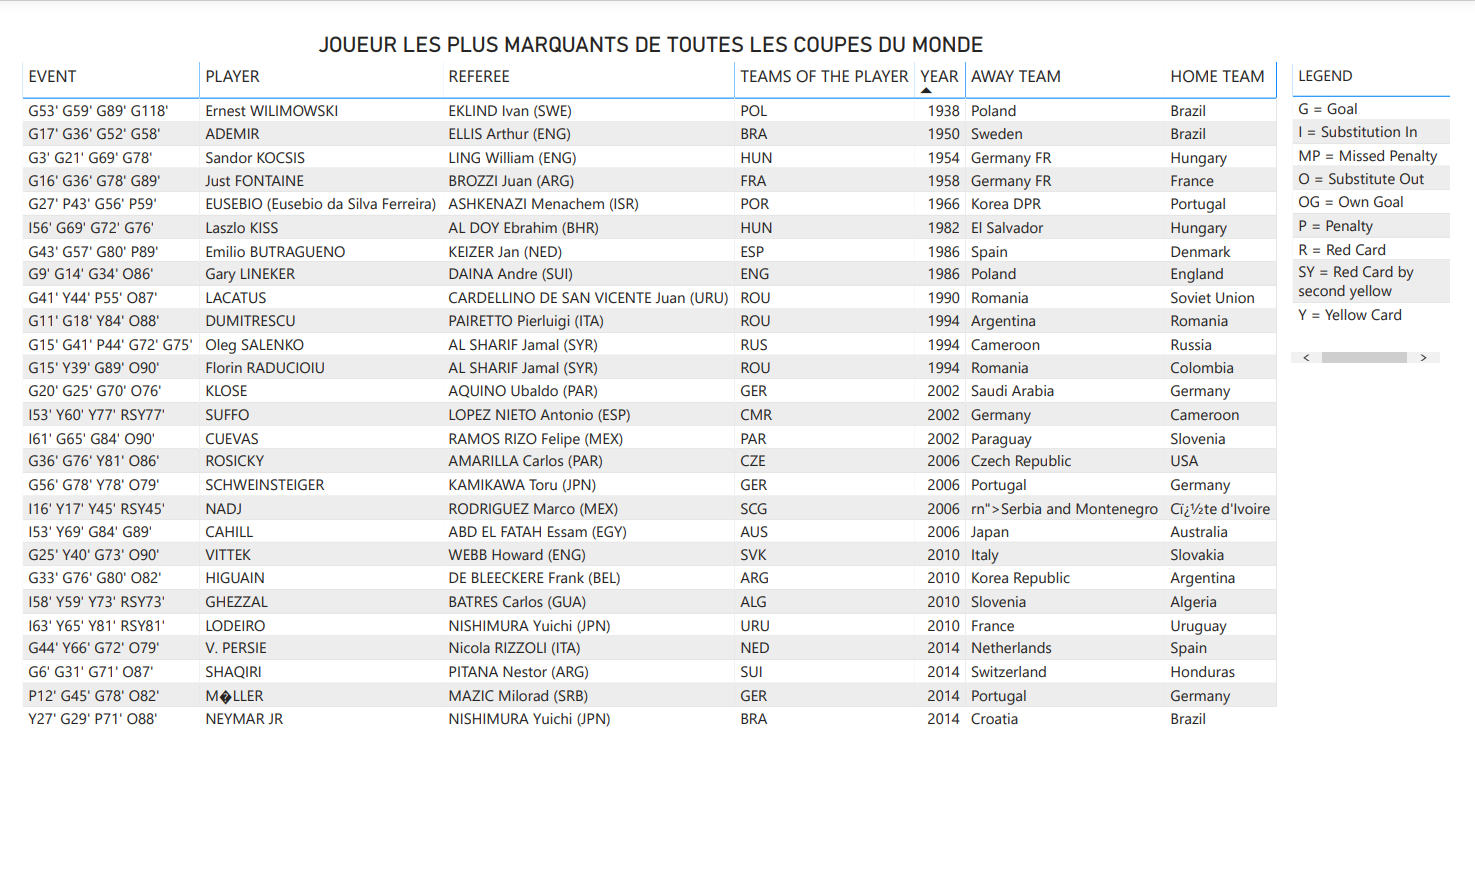 JOUEUR LES PLUS MARQUANTS DE TOUTES LES COUPES DU MONDE
EVENT PLAYER REFEREE TEAMS OF THE PLAYER YEAR AWAY TEAM HOME TEAM
G53' G59' G89' G118' Ernest WILIMOWSKI EKLIND Ivan (SWE) POL 1938 Poland Brazil
G17' G36' G52' G58' ADEMIR ELLIS Arthur (ENG) BRA 1950 Sweden Brazil
G3' G21' G69' G78' Sandor KOCSIS LING William (ENG) HUN 1954 Germany FR Hungary
G16' G36' G78' G89' Just FONTAINE BROZZI Juan (ARG) FRA 1958 Germany FR France
G27' P43' G56' P59' EUSEBIO (Eusebio da Silva Ferreira) ASHKENAZI Menachem (ISR) POR 1966 Korea DPR Portugal
I56' G69' G72' G76' Laszlo KISS AL DOY Ebrahim (BHR) HUN 1982 El Salvador Hungary
G43' G57' G80' P89' Emilio BUTRAGUENO KEIZER Jan (NED) ESP 1986 Spain Denmark
G9' G14' G34' O86' Gary LINEKER DAINA Andre (SUI) ENG 1986 Poland England
G41' Y44' P55' O87' LACATUS CARDELLINO DE SAN VICENTE Juan (URU) ROU 1990 Romania Soviet Union
G11' G18' Y84' O88' DUMITRESCU PAIRETTO Pierluigi (ITA) ROU 1994 Argentina Romania
G15' G41' P44' G72' G75' Oleg SALENKO AL SHARIF Jamal (SYR) RUS 1994 Cameroon Russia
G15' Y39' G89' O90' Florin RADUCIOIU AL SHARIF Jamal (SYR) ROU 1994 Romania Colombia
G20' G25' G70' O76' KLOSE AQUINO Ubaldo (PAR) GER 2002 Saudi Arabia Germany
I53' Y60' Y77' RSY77' SUFFO LOPEZ NIETO Antonio (ESP) CMR 2002 Germany Cameroon
I61' G65' G84' O90' CUEVAS RAMOS RIZO Felipe (MEX) PAR 2002 Paraguay Slovenia
G36' G76' Y81' O86' ROSICKY AMARILLA Carlos (PAR) CZE 2006 Czech Republic USA
G56' G78' Y78' O79' SCHWEINSTEIGER KAMIKAWA Toru (JPN) GER 2006 Portugal Germany
I16' Y17' Y45' RSY45' NADJ RODRIGUEZ Marco (MEX) SCG 2006 rn">Serbia and Montenegro Cï¿½te d'Ivoire
I53' Y69' G84' G89' CAHILL ABD EL FATAH Essam (EGY) AUS 2006 Japan Australia
G25' Y40' G73' O90' VITTEK WEBB Howard (ENG) SVK 2010 Italy Slovakia
G33' G76' G80' O82' HIGUAIN DE BLEECKERE Frank (BEL) ARG 2010 Korea Republic Argentina
I58' Y59' Y73' RSY73' GHEZZAL BATRES Carlos (GUA) ALG 2010 Slovenia Algeria
I63' Y65' Y81' RSY81' LODEIRO NISHIMURA Yuichi (JPN) URU 2010 France Uruguay
G44' Y66' G72' O79' V. PERSIE Nicola RIZZOLI (ITA) NED 2014 Netherlands Spain
G6' G31' G71' O87' SHAQIRI PITANA Nestor (ARG) SUI 2014 Switzerland Honduras
P12' G45' G78' O82' M�LLER MAZIC Milorad (SRB) GER 2014 Portugal Germany
Y27' G29' P71' O88' NEYMAR JR NISHIMURA Yuichi (JPN) BRA 2014 Croatia Brazil
LEGEND
G = Goal
I = Substitution In
MP = Missed Penalty
O = Substitute Out
OG = Own Goal
P = Penalty
R = Red Card
SY = Red Card by
second yellow
Y = Yellow Card